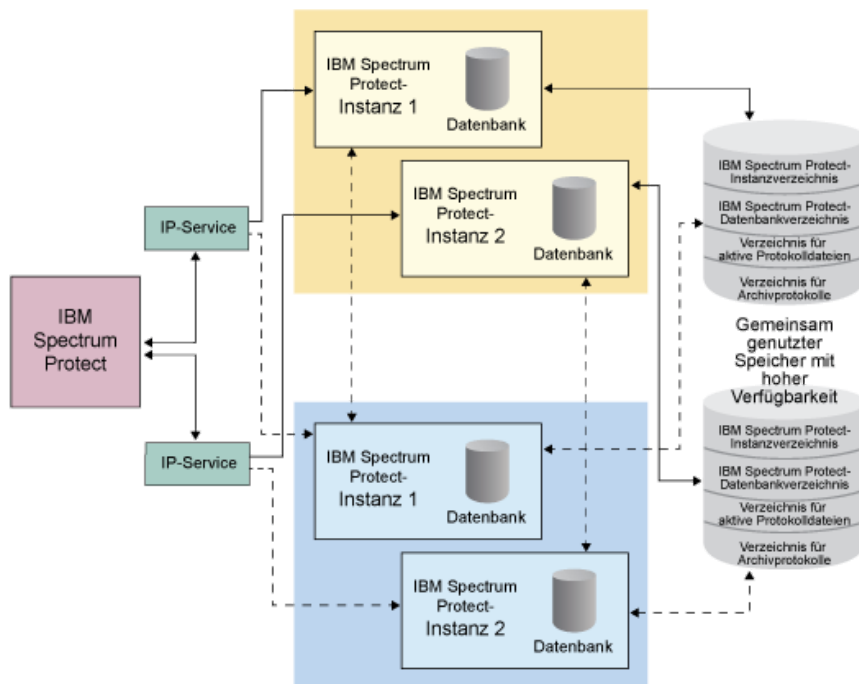 IBM Spectrum
Protect-
Instanz 1
Datenbank
IBM Spectrum
Protect-
Instanz 2
Datenbank
IP-Service
IBM
Spectrum
Protect
IP-Service
IBM Spectrum
Protect-
Instanz 1
Datenbank
IBM Spectrum
Protect-
Instanz 2
Datenbank
IBM Spectrum Protect-
Instanzverzeichnis
IBM Spectrum Protect-
Datenbankverzeichnis
Verzeichnis für
aktive Protokolldateien
Verzeichnis für
Archivprotokolle
Gemeinsam
genutzter
Speicher mit
hoher
Verfügbarkeit
IBM Spectrum Protect-
Instanzverzeichnis
IBM Spectrum Protect-
Datenbankverzeichnis
Verzeichnis für
aktive Protokolldateien
Verzeichnis für
Archivprotokolle